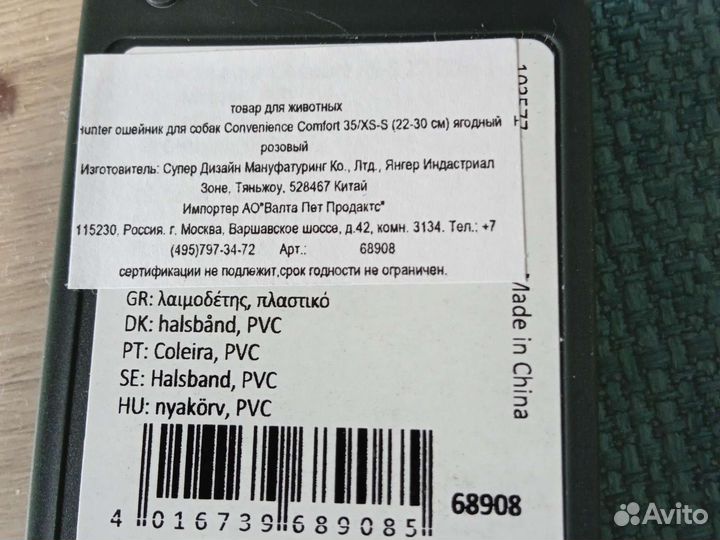 товар для животных
Hunter ошейник для собак Convenience Comfort 35/XS-S (22-30 см) ягодный
розовый
Изготовитель: Супер Дизайн Мануфатуринг Ко., Лтд., Янгер Индастриал
Зоне, Тяньжоу, 528467 Китай
Импортер АО"Валта Пет Продактс"
115230. Россия. г. Москва, Варшавское шоссе, д.42, комн. 3134. Тел.: +7
(495)797-34-72 Арт.: 68908
сертификации не подлежит,срок годности не ограничен.
GR: λαιμοδέτης, πλαστικό
DK: halsbånd, PVC
PT: Coleira, PVC
SE: Halsband, PVC
HU: nyakörv, PVC
Made in China
4 016739 689085
68908
Avito